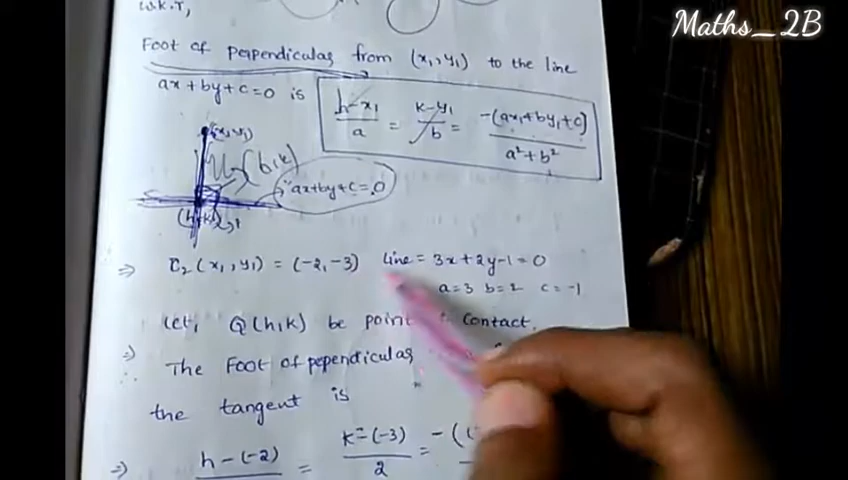 Maths_2B
W.K.T,
Foot of perpendicular from (x₁, y₁) to the line
ax+by+c=0 is
h-x₁/a = k-y₁/b = -(ax₁+by₁+c)/a²+b²
(x₁, y₁)
(h,k)
ax+by+c=0
(h,k)
⇒ C₂(x₁,y₁) = (-2,-3) Line = 3x+2y-1=0
a=3 b=2 c=-1
Let, Q(h,k) be point contact.
The Foot of pependicular
the tangent is
⇒ h-(-2) = k-(-3)/2 = -(